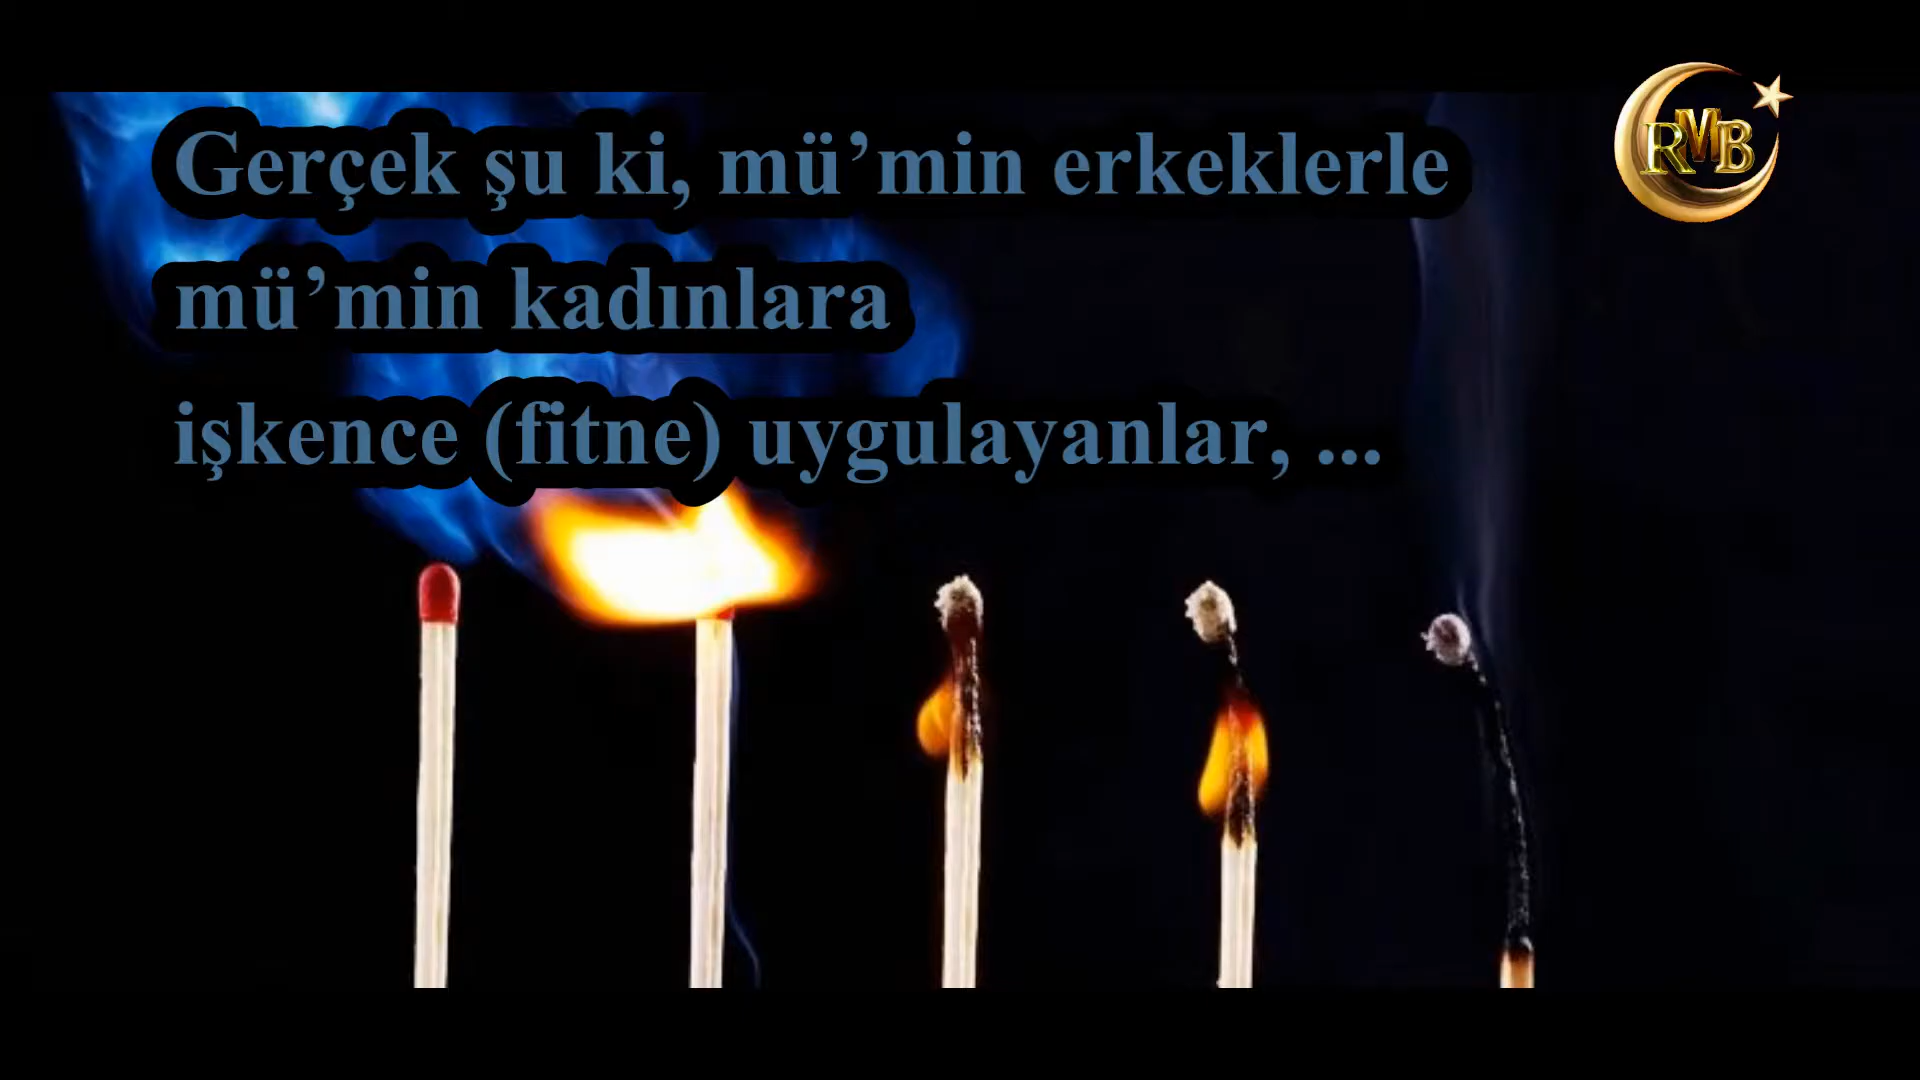 Gerçek şu ki, mü’min erkeklerle
mü’min kadınlara
işkence (fitne) uygulayanlar, ...
RMB